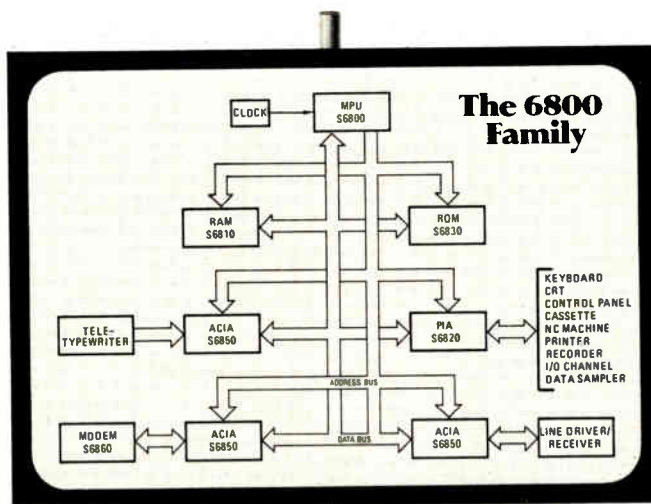 The 6800
Family
CLOCK
MPU
S6800
RAM
S6810
ROM
S6830
TELE-
TYPEWRITER
ACIA
S6850
PIA
S6820
KEYBOARD
CRT
CONTROL PANEL
CASSETTE
NC MACHINE
PRINTER
RECORDER
I/O CHANNEL
DATA SAMPLER
ADDRESS BUS
MODEM
S6860
ACIA
S6850
DATA BUS
ACIA
S6850
LINE DRIVER/
RECEIVER